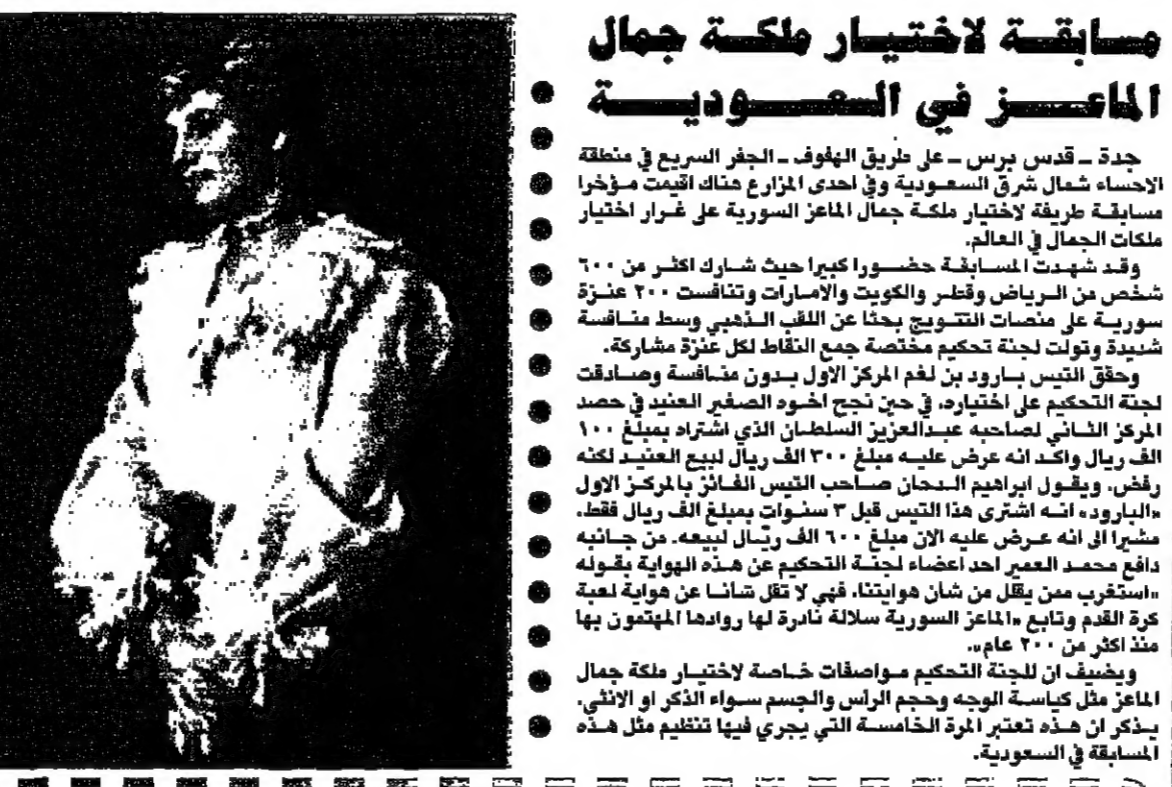 مسابقة لاختيار ملكة جمال
الماعز في السعودية
جدة ـ قدس برس ـ على طريق الهفوف ـ الجفر السريع في منطقة
الاحساء شمال شرق السعودية وفي احدى المزارع هناك اقيمت مؤخرا
مسابقة طريفة لاختيار ملكة جمال الماعز السورية على غرار اختيار
ملكات الجمال في العالم.
وقد شهدت المسابقة حضورا كبيرا حيث شارك اكثر من ٦٠٠
شخص من الرياض وقطر والكويت والامارات وتنافست ٢٠٠ عنزة
سورية على منصات التتويج بحثا عن اللقب الذهبي وسط منافسة
شديدة وتولت لجنة تحكيم مختصة جمع النقاط لكل عنزة مشاركة.
وحقق التيس بارود بن لغم المركز الاول بدون منافسة وصادقت
لجنة التحكيم على اختياره، في حين نجح اخوه الصغير العنيد في حصد
المركز الثاني لصاحبه عبدالعزيز السلطان الذي اشتراه بمبلغ ١٠٠
الف ريال واكد انه عرض عليه مبلغ ٣٠٠ الف ريال لبيع العنيد لكنه
رفض. ويقول ابراهيم الدحان صاحب التيس الفائز بالمركز الاول
«البارود» انه اشترى هذا التيس قبل ٣ سنوات بمبلغ الف ريال فقط،
مشيرا الى انه عرض عليه الان مبلغ ٦٠٠ الف ريال لبيعه. من جانبه
دافع محمد العمير احد اعضاء لجنة التحكيم عن هذه الهواية بقوله
«استغرب ممن يقلل من شأن هوايتنا، فهي لا تقل شأنا عن هواية لعبة
كرة القدم وتابع «الماعز السورية سلالة نادرة لها روادها المهتمون بها
منذ اكثر من ٢٠٠ عام».
ويضيف ان للجنة التحكيم مواصفات خاصة لاختيار ملكة جمال
الماعز مثل كياسة الوجه وحجم الراس والجسم سواء الذكر او الانثى.
يذكر ان هذه تعتبر المرة الخامسة التي يجري فيها تنظيم مثل هذه
المسابقة في السعودية.